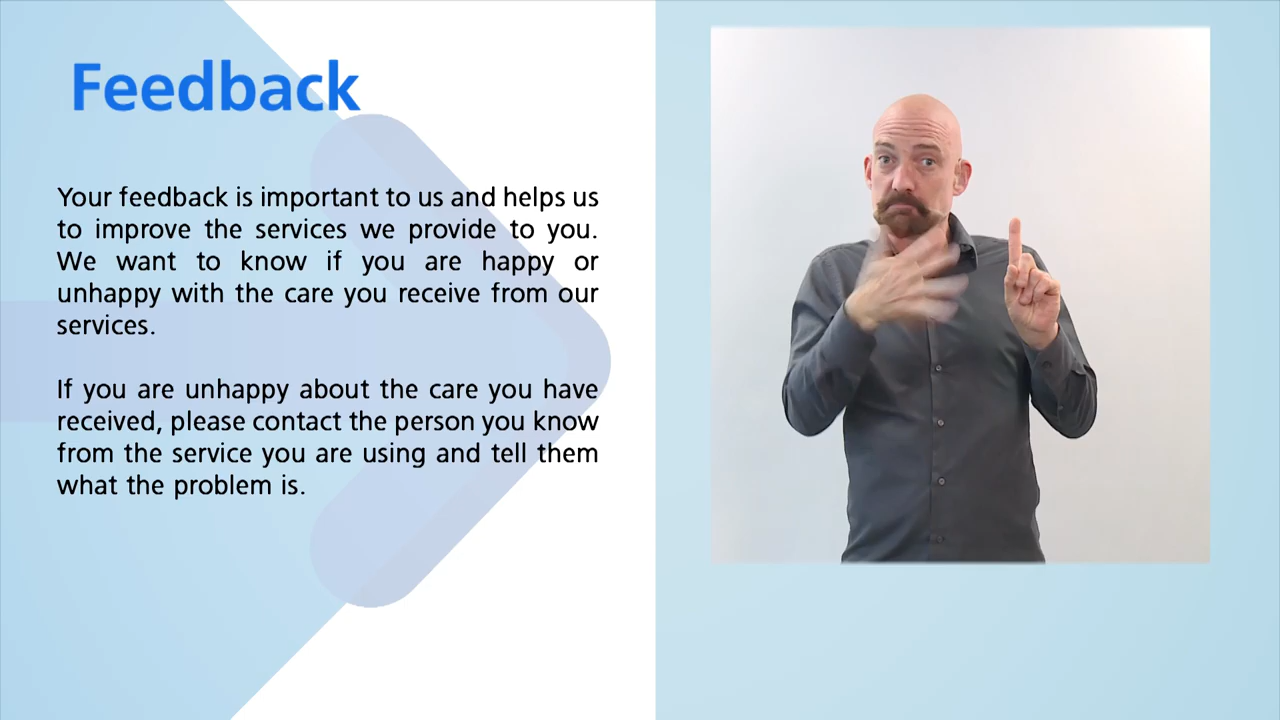 Feedback
Your feedback is important to us and helps us
to improve the services we provide to you.
We want to know if you are happy or
unhappy with the care you receive from our
services.
If you are unhappy about the care you have
received, please contact the person you know
from the service you are using and tell them
what the problem is.